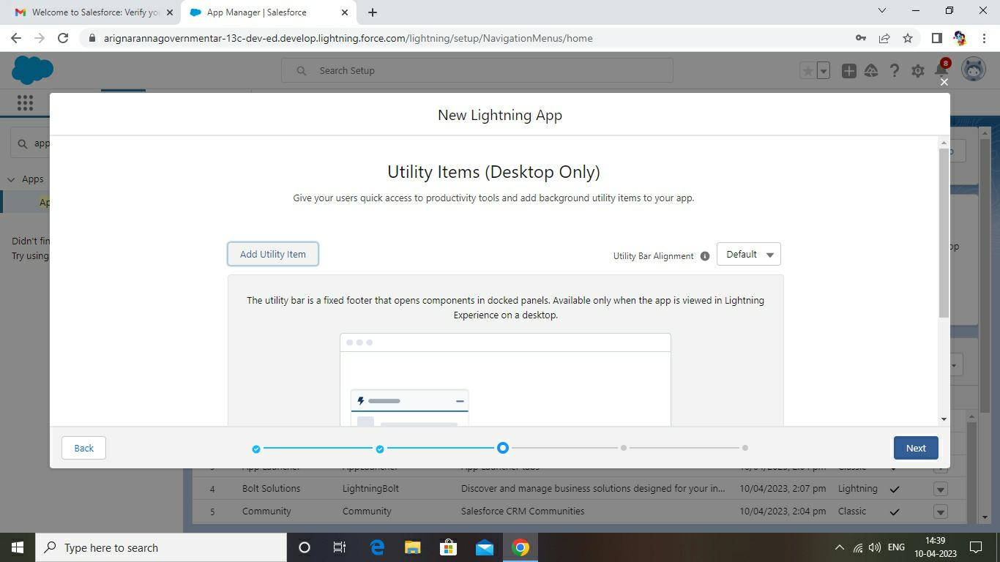 Welcome to Salesforce: Verify yo
App Manager | Salesforce
arignarannagovernmentar-13c-dev-ed.develop.lightning.force.com/lightning/setup/NavigationMenus/home
Search Setup
8
New Lightning App
app
Utility Items (Desktop Only)
Apps
Give your users quick access to productivity tools and add background utility items to your app.
Ap
Didn't fin
Try using
Add Utility Item
Utility Bar Alignment
Default
The utility bar is a fixed footer that opens components in docked panels. Available only when the app is viewed in Lightning
Experience on a desktop.
Back
Next
4 Bolt Solutions LightningBolt Discover and manage business solutions designed for your in... 10/04/2023, 2:07 pm Lightning
5 Community Community Salesforce CRM Communities 10/04/2023, 2:04 pm Classic
Type here to search
ENG
14:39
10-04-2023